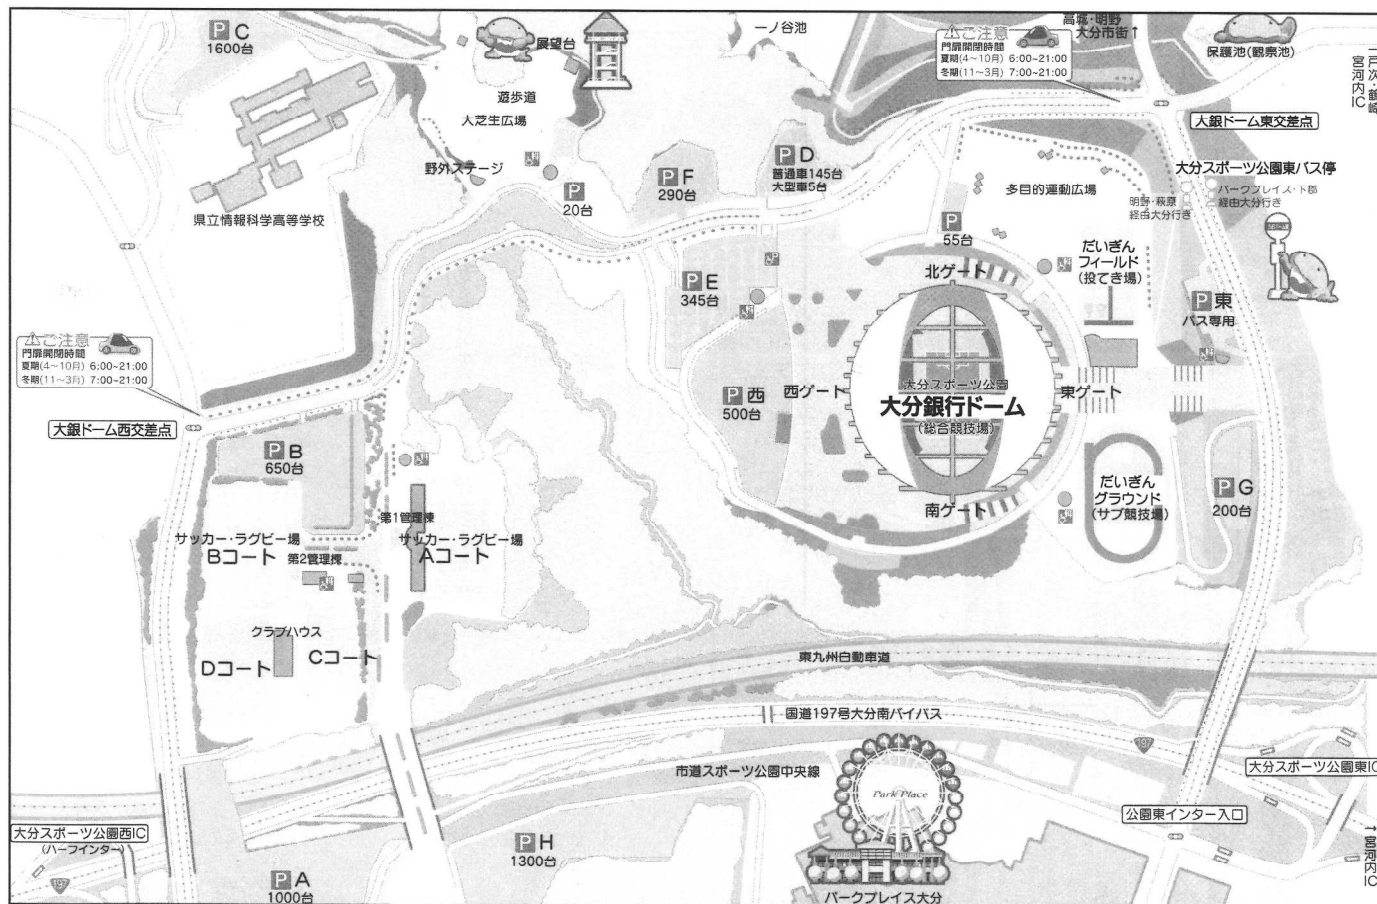 P C
1600台
展望台
一ノ谷池
高城・明野
大分市街↑
⚠ご注意
門扉開閉時間
夏期(4〜10月) 6:00~21:00
冬期(11〜3月) 7:00~21:00
保護池(観察池)
戸次・鶴崎
宮河内IC
遊歩道
大芝生広場
大銀ドーム東交差点
野外ステージ
P D
普通車145台
大型車5台
P F
290台
P
20台
大分スポーツ公園東バス停
多目的運動広場
明野・萩原
経由大分行き
パークプレイス・下郡
経由大分行き
県立情報科学高等学校
P
55台
北ゲート
だいぎん
フィールド
(投てき場)
P E
345台
P 東
バス専用
⚠ご注意
門扉開閉時間
夏期(4〜10月) 6:00~21:00
冬期(11〜3月) 7:00~21:00
P 西
500台
西ゲート
大分スポーツ公園
大分銀行ドーム
(総合競技場)
東ゲート
大銀ドーム西交差点
P B
650台
だいぎん
グラウンド
(サブ競技場)
P G
200台
南ゲート
第1管理棟
サッカー・ラグビー場
Bコート
第2管理棟
サッカー・ラグビー場
Aコート
クラブハウス
Dコート
Cコート
東九州自動車道
国道197号大分南バイパス
197
市道スポーツ公園中央線
大分スポーツ公園東IC
Park Place
公園東インター入口
大分スポーツ公園西IC
(ハーフインター)
P H
1300台
↑宮河内IC
197
P A
1000台
パークプレイス大分